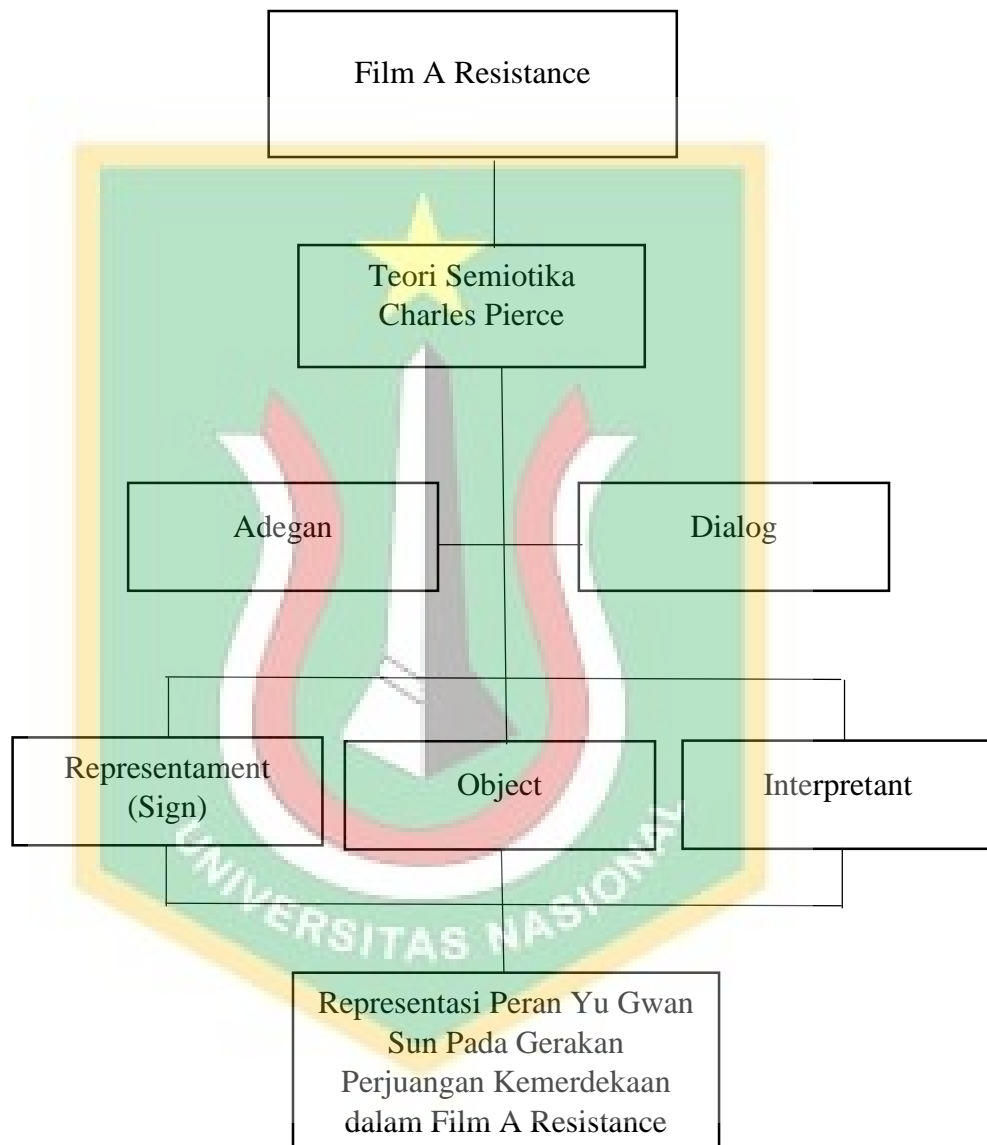 Film A Resistance
Teori Semiotika
Charles Pierce
Adegan
Dialog
Representament
(Sign)
Object
Interpretant
UNIVERSITAS NASIONAL
Representasi Peran Yu Gwan
Sun Pada Gerakan
Perjuangan Kemerdekaan
dalam Film A Resistance